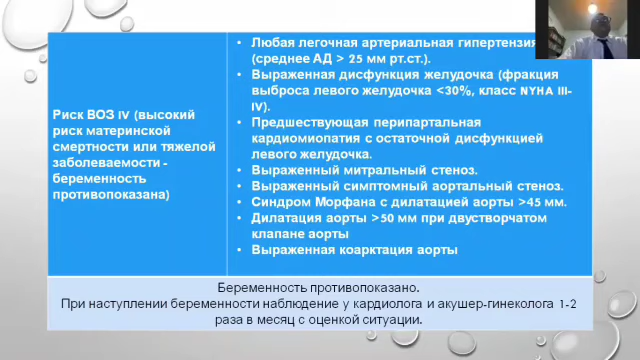 Риск ВОЗ IV (высокий
риск материнской
смертности или тяжелой
заболеваемости -
беременность
противопоказана)
• Любая легочная артериальная гипертензия
(среднее АД > 25 мм рт.ст.).
• Выраженная дисфункция желудочка (фракция
выброса левого желудочка <30%, класс NYHA III-
IV).
• Предшествующая перипартальная
кардиомиопатия с остаточной дисфункцией
левого желудочка.
• Выраженный митральный стеноз.
• Выраженный симптомный аортальный стеноз.
• Синдром Морфана с дилатацией аорты >45 мм.
• Дилатация аорты >50 мм при двустворчатом
клапане аорты
• Выраженная коарктация аорты
Беременность противопоказано.
При наступлении беременности наблюдение у кардиолога и акушер-гинеколога 1-2
раза в месяц с оценкой ситуации.